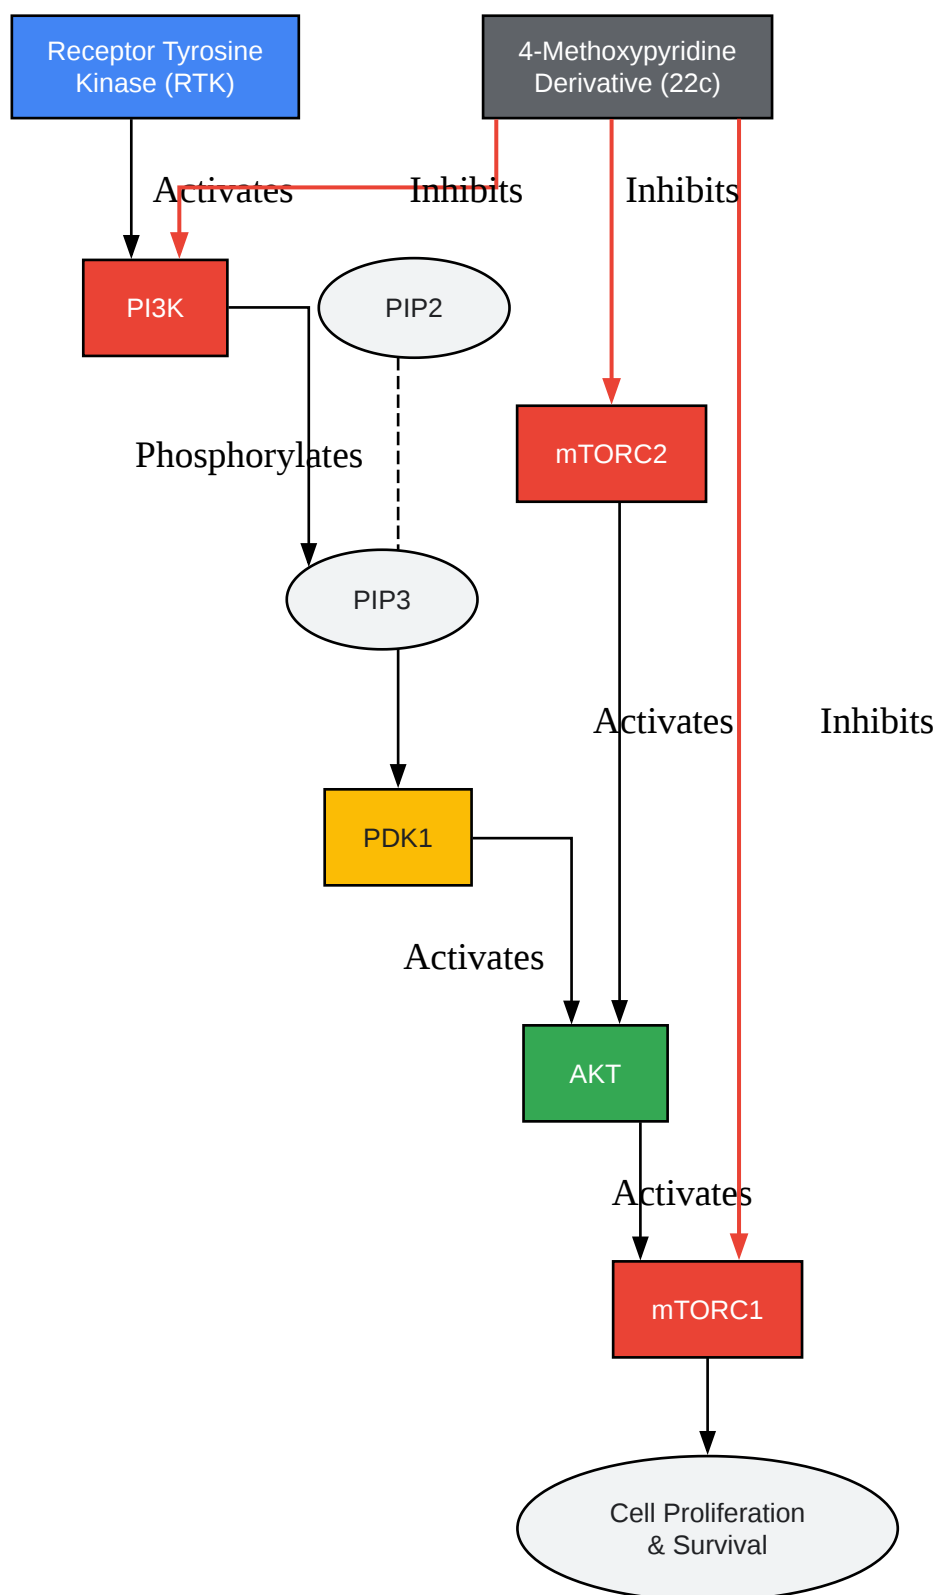 Receptor Tyrosine
Kinase (RTK)
4-Methoxypyridine
Derivative (22c)
Activates
Inhibits
Inhibits
PI3K
PIP2
Phosphorylates
mTORC2
PIP3
Activates
Inhibits
PDK1
Activates
AKT
Activates
mTORC1
Cell Proliferation
& Survival